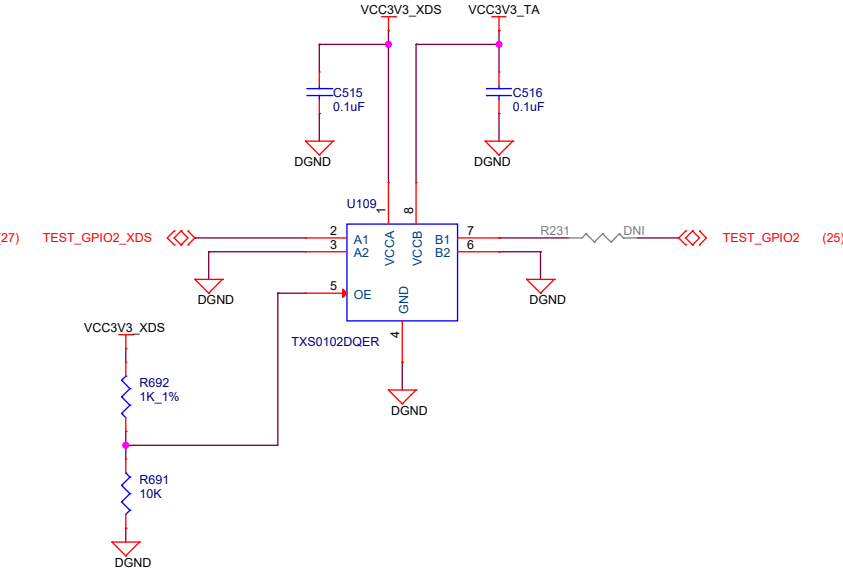 VCC3V3_XDS
VCC3V3_TA
C515
0.1uF
C516
0.1uF
DGND
DGND
U109
1
8
27)
TEST_GPIO2_XDS
2
A1
VCCA
VCCB
B1
7
R231
DNI
TEST_GPIO2
(25)
3
A2
B2
6
DGND
5
OE
GND
DGND
VCC3V3_XDS
TXS0102DQER
4
R692
1K_1%
DGND
R691
10K
DGND